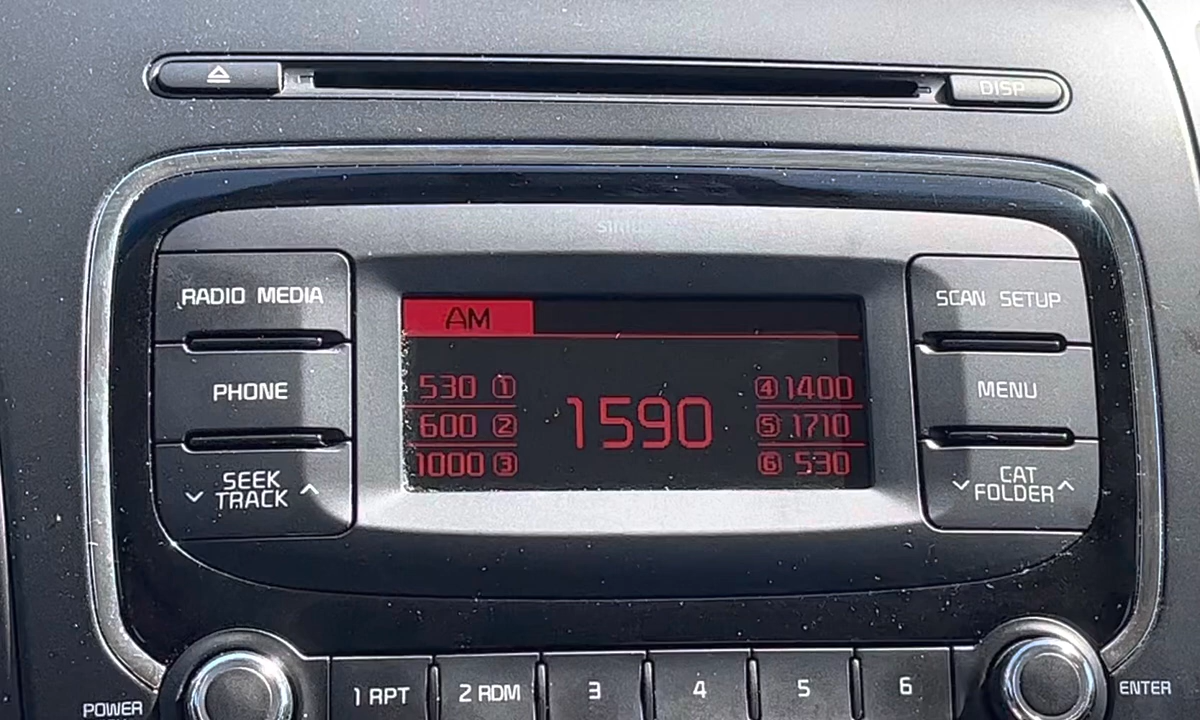 DISP
RADIO MEDIA
SCAN SETUP
AM
PHONE
MENU
530 1
4 1400
600 2
1590
5 1710
1000 3
6 530
SEEK
TRACK
CAT
FOLDER
1 RPT
2 RDM
3
4
5
6
POWER
ENTER